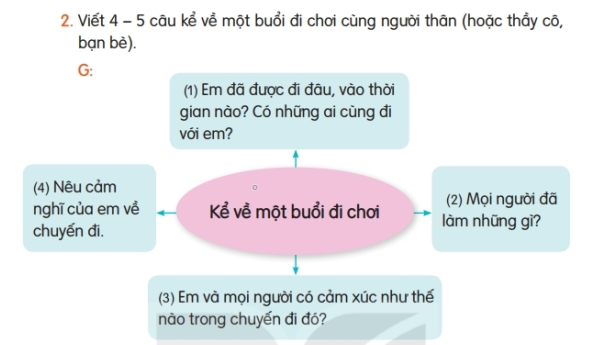 2. Viết 4 – 5 câu kể về một buổi đi chơi cùng người thân (hoặc thầy cô,
bạn bè).
G:
(1) Em đã được đi đâu, vào thời
gian nào? Có những ai cùng đi
với em?
(4) Nêu cảm
nghĩ của em về
chuyến đi.
Kể về một buổi đi chơi
(2) Mọi người đã
làm những gì?
(3) Em và mọi người có cảm xúc như thế
nào trong chuyến đi đó?